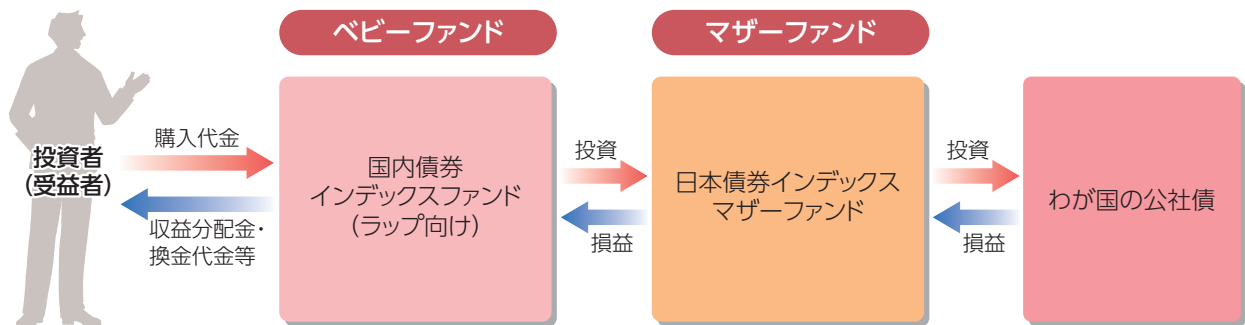 ベビーファンド
マザーファンド
投資者
(受益者)
購入代金
収益分配金・
換金代金等
国内債券
インデックスファンド
(ラップ向け)
投資
損益
日本債券インデックス
マザーファンド
投資
損益
わが国の公社債